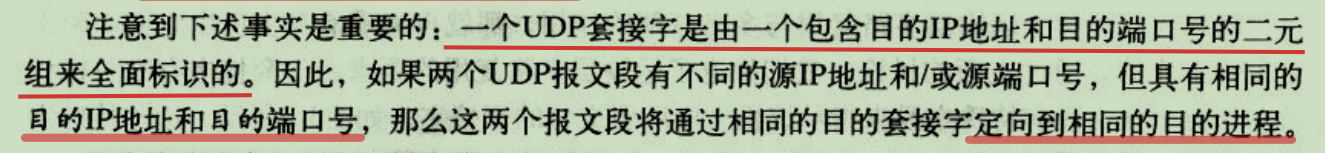 注意到下述事实是重要的：一个UDP套接字是由一个包含目的IP地址和目的端口号的二元
组来全面标识的。因此，如果两个UDP报文段有不同的源IP地址和/或源端口号，但具有相同的
目的IP地址和目的端口号，那么这两个报文段将通过相同的目的套接字定向到相同的目的进程。